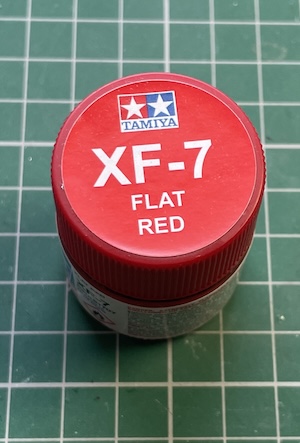 TAMIYA
XF-7
FLAT
RED